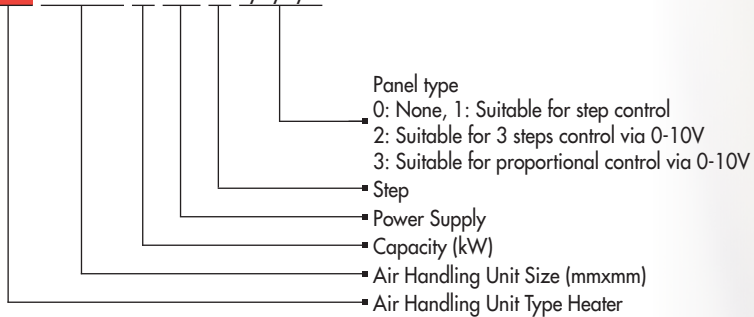 Panel type
0: None, 1: Suitable for step control
2: Suitable for 3 steps control via 0-10V
3: Suitable for proportional control via 0-10V
Step
Power Supply
Capacity (kW)
Air Handling Unit Size (mmxmm)
Air Handling Unit Type Heater